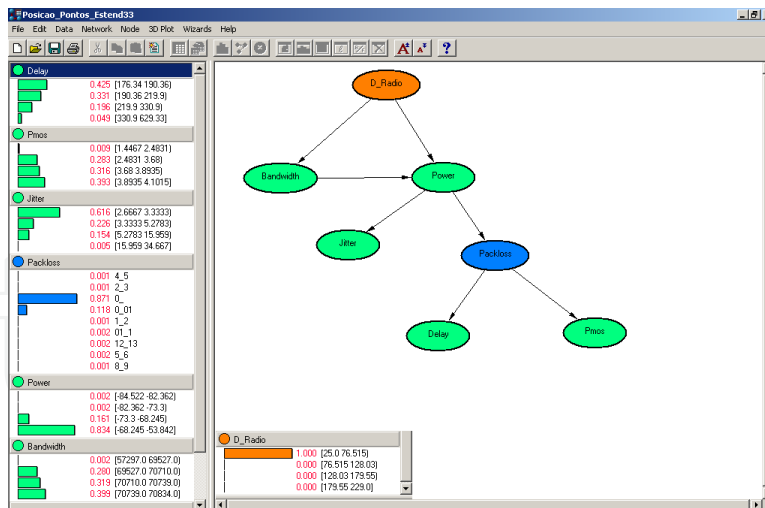 Posicao_Pontos_Estend33
File Edit Data Network Node 3D Plot Wizards Help
Delay
0.425 [176.34 190.36)
0.331 [190.36 219.9)
0.196 [219.9 330.9)
0.049 [330.9 629.33]
Pmos
0.009 [1.4467 2.4831)
0.283 [2.4831 3.68)
0.316 [3.68 3.8935)
0.393 [3.8935 4.1015]
Jitter
0.616 [2.6667 3.3333)
0.226 [3.3333 5.2783)
0.154 [5.2783 15.959)
0.005 [15.959 34.667]
Packloss
0.001 4_5
0.001 2_3
0.871 0_
0.118 0_01
0.001 1_2
0.002 01_1
0.002 12_13
0.002 5_6
0.001 8_9
Power
0.002 [-84.522 -82.362)
0.002 [-82.362 -73.3)
0.161 [-73.3 -68.245)
0.834 [-68.245 -53.842]
Bandwidth
0.002 [57297.0 69527.0)
0.280 [69527.0 70710.0)
0.319 [70710.0 70739.0)
0.399 [70739.0 70834.0]
D_Radio
Bandwidth
Power
Jitter
Packloss
Delay
Pmos
D_Radio
1.000 [25.0 76.515)
0.000 [76.515 128.03)
0.000 [128.03 179.55)
0.000 [179.55 229.0]